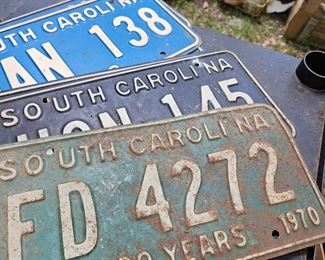 SOUTH CAROLINA
AN 138
SOUTH CAROLINA
145
SOUTH CAROLINA
FD 4272
YEARS 1970